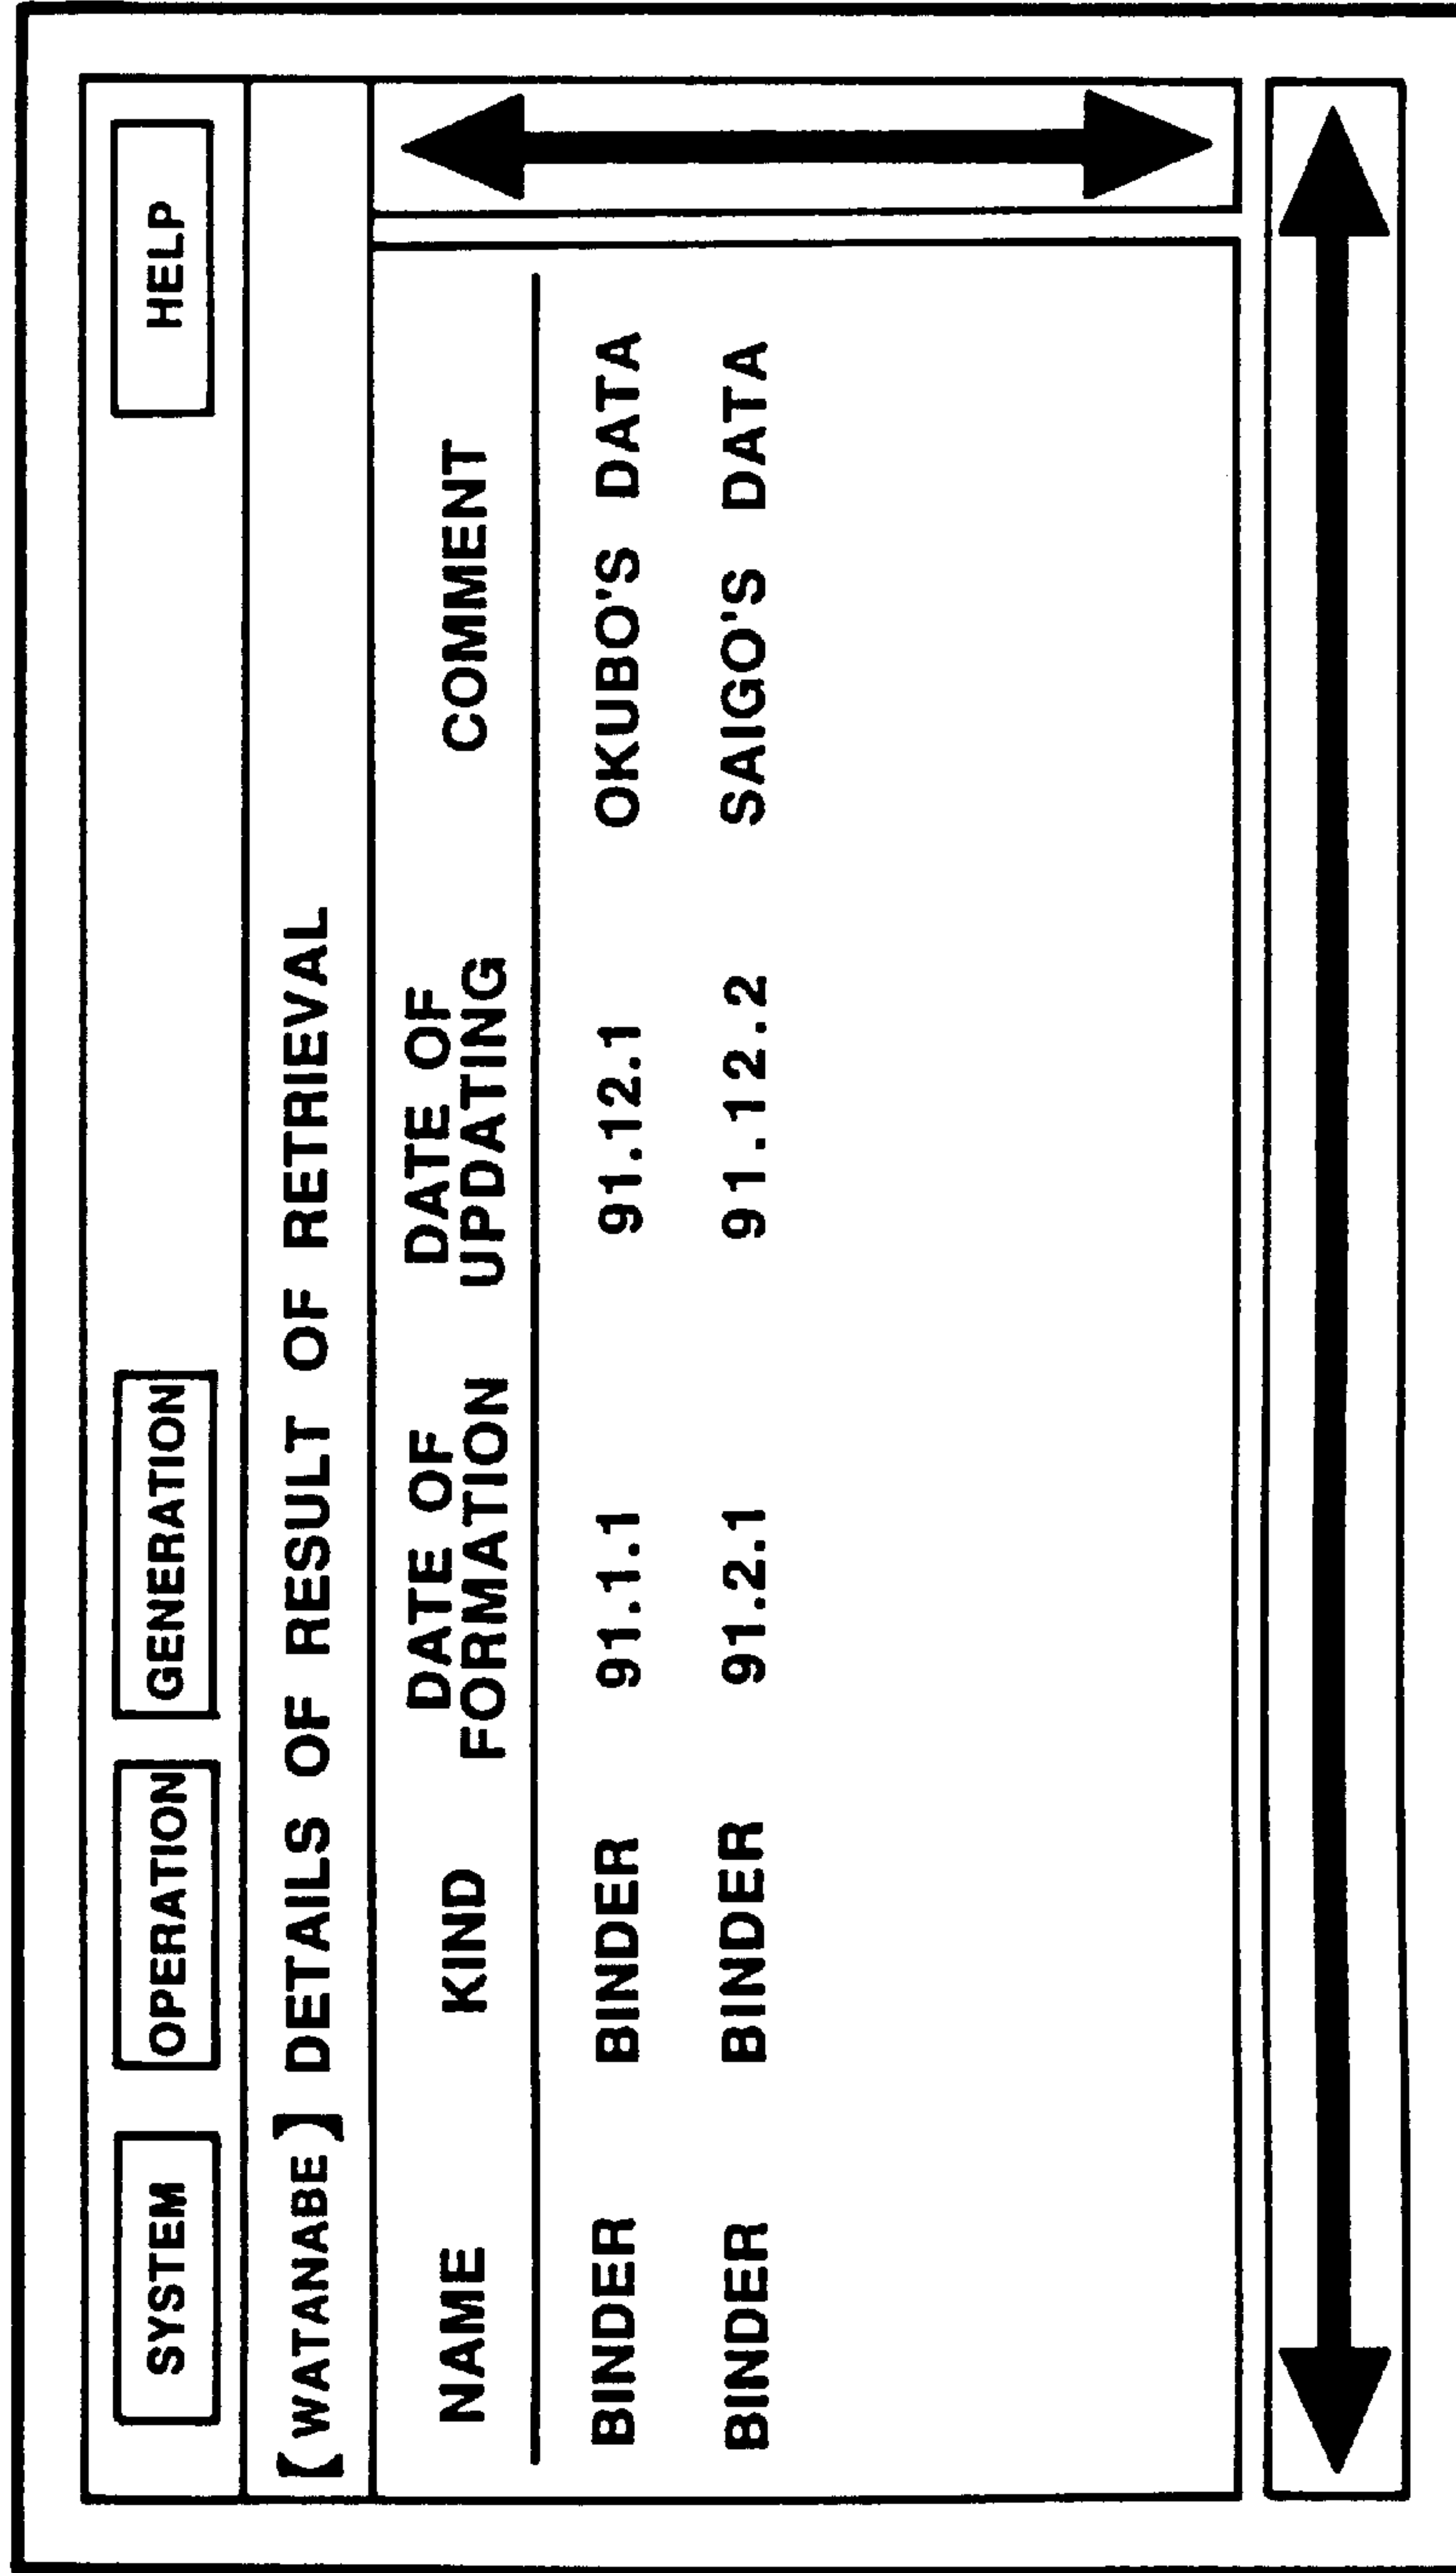 SYSTEM OPERATION GENERATION HELP
【WATANABE】 DETAILS OF RESULT OF RETRIEVAL
NAME KIND DATE OF FORMATION DATE OF UPDATING COMMENT
BINDER BINDER 91.1.1 91.12.1 OKUBO'S DATA
BINDER BINDER 91.2.1 91.12.2 SAIGO'S DATA